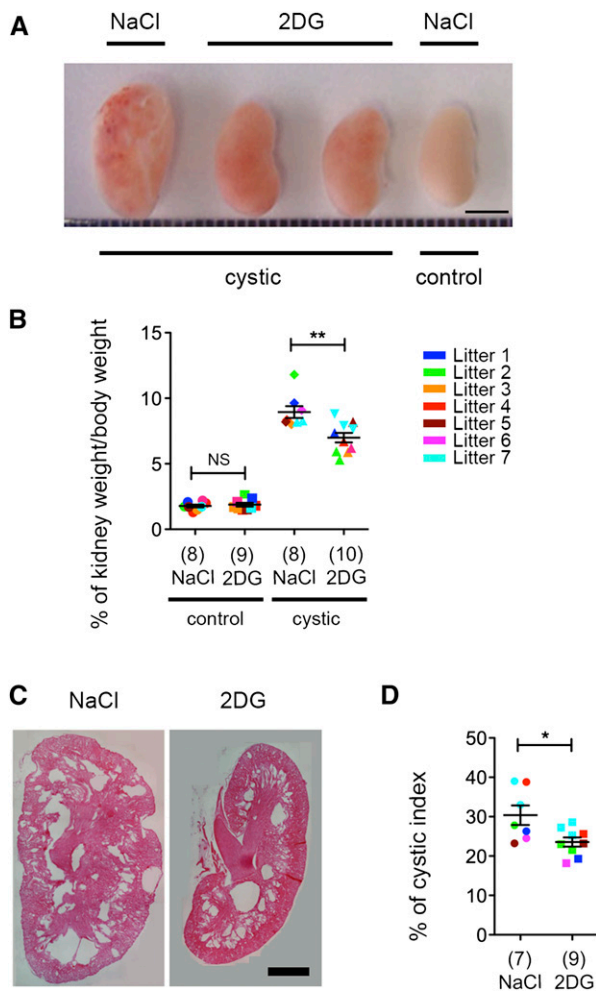 A
NaCl 2DG NaCl
cystic control
B
% of kidney weight/body weight
15
10
5
0
NS
**
(8) (9) (8) (10)
NaCl 2DG NaCl 2DG
control cystic
Litter 1
Litter 2
Litter 3
Litter 4
Litter 5
Litter 6
Litter 7
C
NaCl 2DG
D
% of cystic index
50
40
30
20
10
0
*
(7) (9)
NaCl 2DG